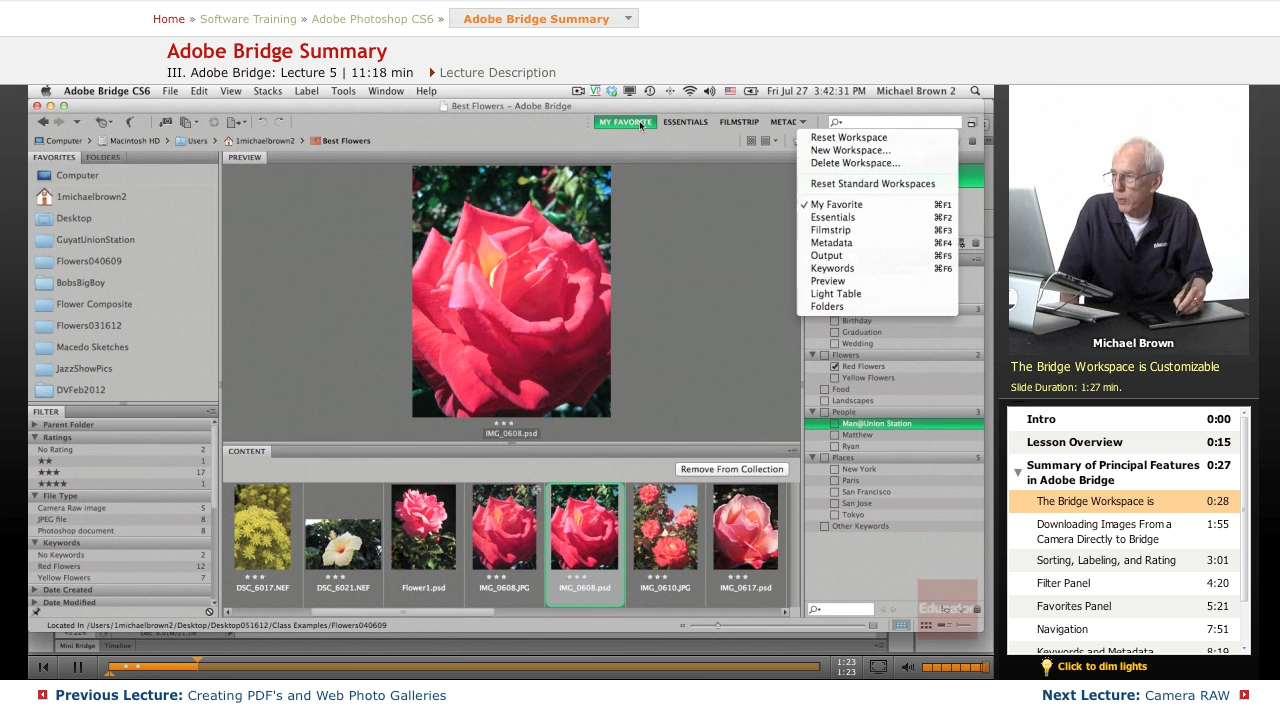 Home » Software Training » Adobe Photoshop CS6 » Adobe Bridge Summary
Adobe Bridge Summary
III. Adobe Bridge: Lecture 5 | 11:18 min Lecture Description
Adobe Bridge CS6 File Edit View Stacks Label Tools Window Help Fri Jul 27 3:42:31 PM Michael Brown 2
Best Flowers – Adobe Bridge
MY FAVORITE ESSENTIALS FILMSTRIP
Computer Macintosh HD Users 1michaelbrown2 Best Flowers
FAVORITES FOLDERS
Computer
1michaelbrown2
Desktop
GuyatUnionStation
Flowers040609
BobsBigBoy
Flower Composite
Flowers031612
Macedo Sketches
JazzShowPics
DVFeb2012
FILTER
Parent Folder
Ratings
No Rating 2
★★ 1
★★★ 17
★★★★ 1
File Type
Camera Raw image 5
JPEG file 8
Photoshop document 8
Keywords
No Keywords 2
Red Flowers 12
Yellow Flowers 7
Date Created
Date Modified
PREVIEW
IMG_0608.psd
CONTENT
Remove From Collection
DSC_6017.NEF DSC_6021.NEF Flower1.psd IMG_0608.JPG IMG_0608.psd IMG_0610.JPG IMG_0617.psd
Reset Workspace
New Workspace...
Delete Workspace...
Reset Standard Workspaces
✓ My Favorite ⌘F1
Essentials ⌘F2
Filmstrip ⌘F3
Metadata ⌘F4
Output ⌘F5
Keywords ⌘F6
Preview
Light Table
Folders
3
Birthday
Graduation
Wedding
Flowers 2
Red Flowers
Yellow Flowers
Food
Landscapes
People 3
Man@Union Station
Matthew
Ryan
Places 5
New York
Paris
San Francisco
San Jose
Tokyo
Other Keywords
Located In /Users/1michaelbrown2/Desktop/Desktop051612/Class Examples/Flowers040609
Mini Bridge Timeline
1:23
1:23
Michael Brown
The Bridge Workspace is Customizable
Slide Duration: 1:27 min.
Intro 0:00
Lesson Overview 0:15
Summary of Principal Features 0:27
in Adobe Bridge
The Bridge Workspace is 0:28
Downloading Images From a 1:55
Camera Directly to Bridge
Sorting, Labeling, and Rating 3:01
Filter Panel 4:20
Favorites Panel 5:21
Navigation 7:51
Keywords and Metadata 8:19
Click to dim lights
Previous Lecture: Creating PDF's and Web Photo Galleries
Next Lecture: Camera RAW